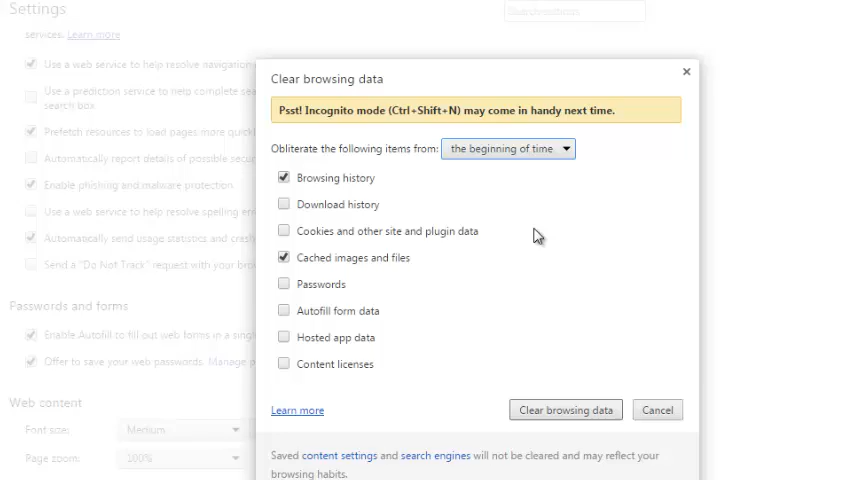 Settings
Search settings
services. Learn more
Clear browsing data
Use a web service to help resolve navigation
Psst! Incognito mode (Ctrl+Shift+N) may come in handy next time.
Use a prediction service to help complete sea
search box
Prefetch resources to load pages more quickl
Obliterate the following items from: the beginning of time
Automatically report details of possible secur
Browsing history
Enable phishing and malware protection
Download history
Use a web service to help resolve spelling erro
Cookies and other site and plugin data
Automatically send usage statistics and crash
Cached images and files
Send a "Do Not Track" request with your brow
Passwords
Passwords and forms
Autofill form data
Enable Autofill to fill out web forms in a singl
Hosted app data
Offer to save your web passwords. Manage p
Content licenses
Web content
Learn more
Clear browsing data
Cancel
Font size: Medium
Page zoom: 100%
Saved content settings and search engines will not be cleared and may reflect your
browsing habits.